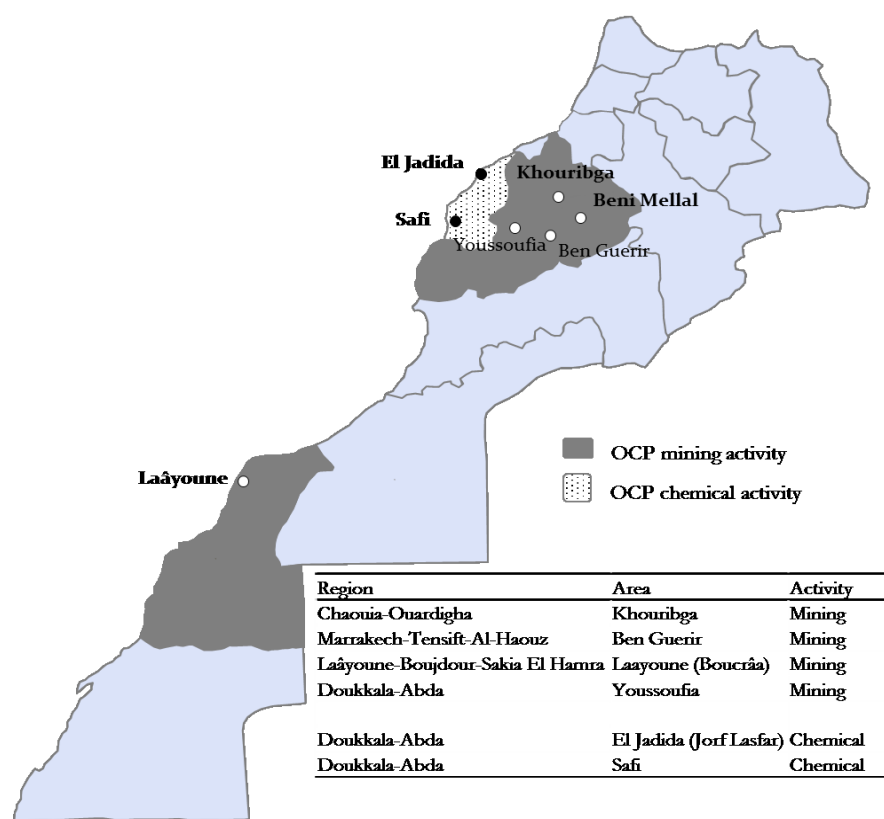 El Jadida
Khouribga
Beni Mellal
Safi
Youssoufia
Ben Guerir
Laâyoune
OCP mining activity
OCP chemical activity
Region Area Activity
Chaouia-Ouardigha Khouribga Mining
Marrakech-Tensift-Al-Haouz Ben Guerir Mining
Laâyoune-Boujdour-Sakia El Hamra Laayoune (Boucrâa) Mining
Doukkala-Abda Youssoufia Mining
Doukkala-Abda El Jadida (Jorf Lasfar) Chemical
Doukkala-Abda Safi Chemical